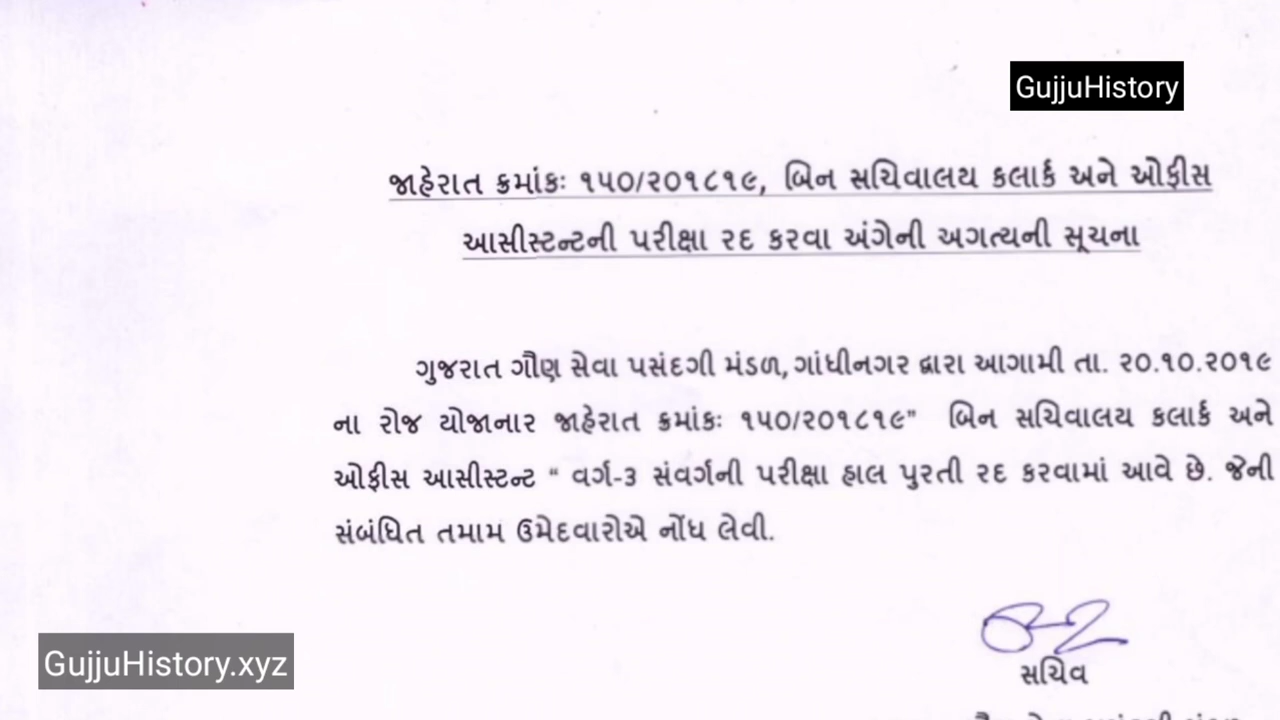 GujjuHistory
જાહેરાત ક્રમાંકઃ ૧૫૦/૨૦૧૮૧૯, બિન સચિવાલય કલાર્ક અને ઓફીસ
આસીસ્ટન્ટની પરીક્ષા રદ કરવા અંગેની અગત્યની સૂચના
ગુજરાત ગૌણ સેવા પસંદગી મંડળ,ગાંધીનગર દ્વારા આગામી તા. ૨૦.૧૦.૨૦૧૯
ના રોજ યોજાનાર જાહેરાત ક્રમાંકઃ ૧૫૦/૨૦૧૮૧૯" બિન સચિવાલય કલાર્ક અને
ઓફીસ આસીસ્ટન્ટ " વર્ગ-૩ સંવર્ગની પરીક્ષા હાલ પુરતી રદ કરવામાં આવે છે. જેની
સંબંધિત તમામ ઉમેદવારોએ નોંધ લેવી.
GujjuHistory.xyz
સચિવ